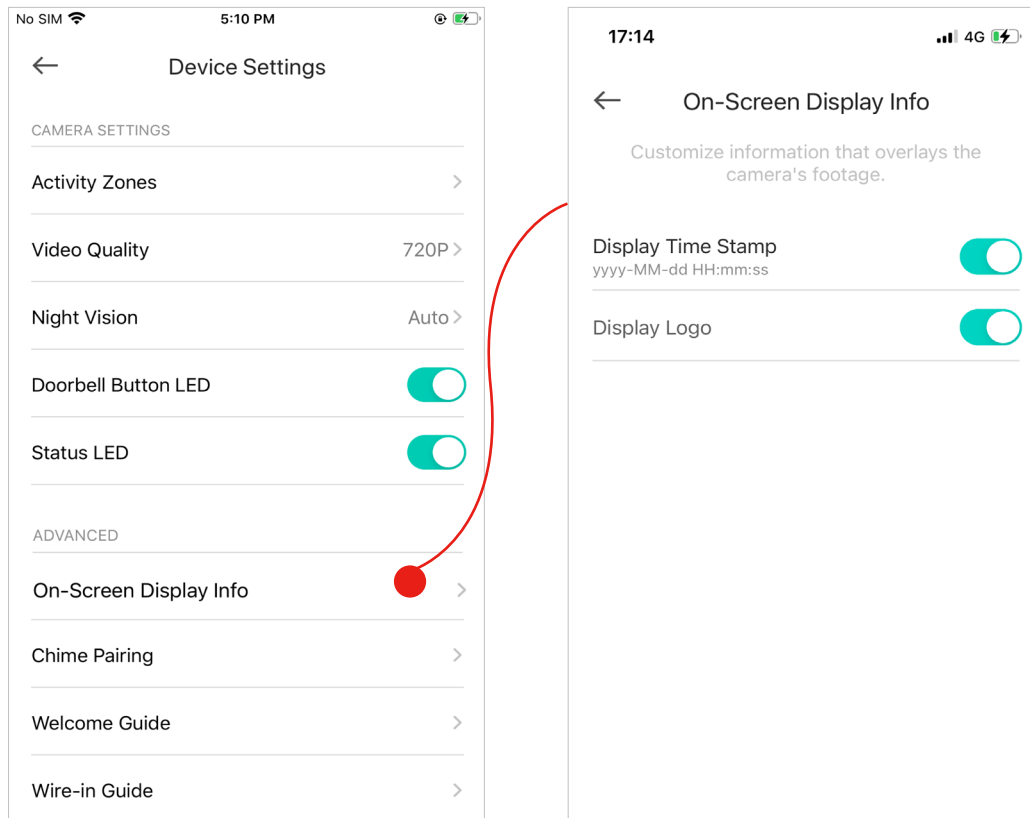 No SIM
5:10 PM
Device Settings
CAMERA SETTINGS
Activity Zones
Video Quality
720P
Night Vision
Auto
Doorbell Button LED
Status LED
ADVANCED
On-Screen Display Info
Chime Pairing
Welcome Guide
Wire-in Guide
17:14
4G
On-Screen Display Info
Customize information that overlays the
camera's footage.
Display Time Stamp
yyyy-MM-dd HH:mm:ss
Display Logo